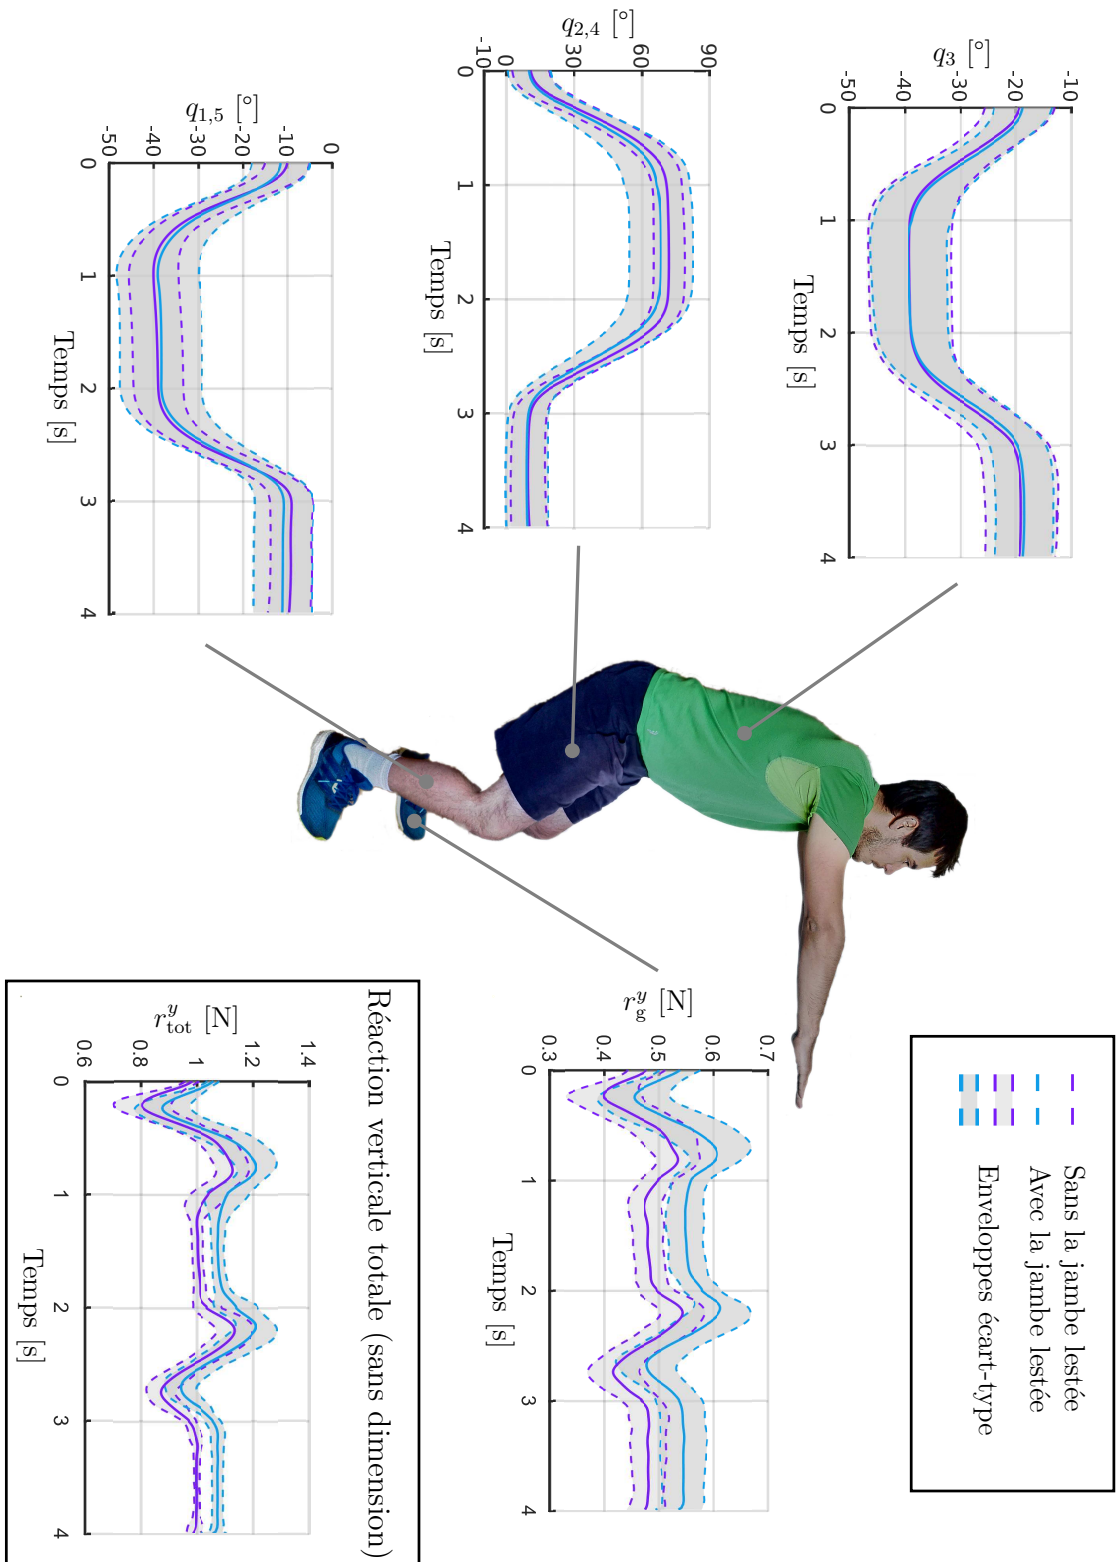 q3 [°]
-10
-20
-30
-40
-50
0 1 2 3 4
Temps [s]
Sans la jambe lestée
Avec la jambe lestée
Enveloppes écart-type
q2,4 [°]
90
60
30
0
-10
0 1 2 3 4
Temps [s]
r^y_g [N]
0.7
0.6
0.5
0.4
0.3
0 1 2 3 4
Temps [s]
q1,5 [°]
0
-10
-20
-30
-40
-50
0 1 2 3 4
Temps [s]
Réaction verticale totale (sans dimension)
r^y_tot [N]
1.4
1.2
1
0.8
0.6
0 1 2 3 4
Temps [s]